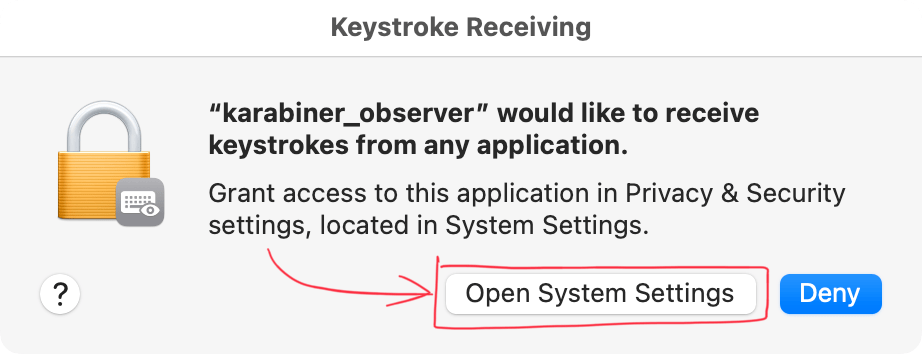 Keystroke Receiving
“karabiner_observer” would like to receive
keystrokes from any application.
Grant access to this application in Privacy & Security
settings, located in System Settings.
?
Open System Settings
Deny